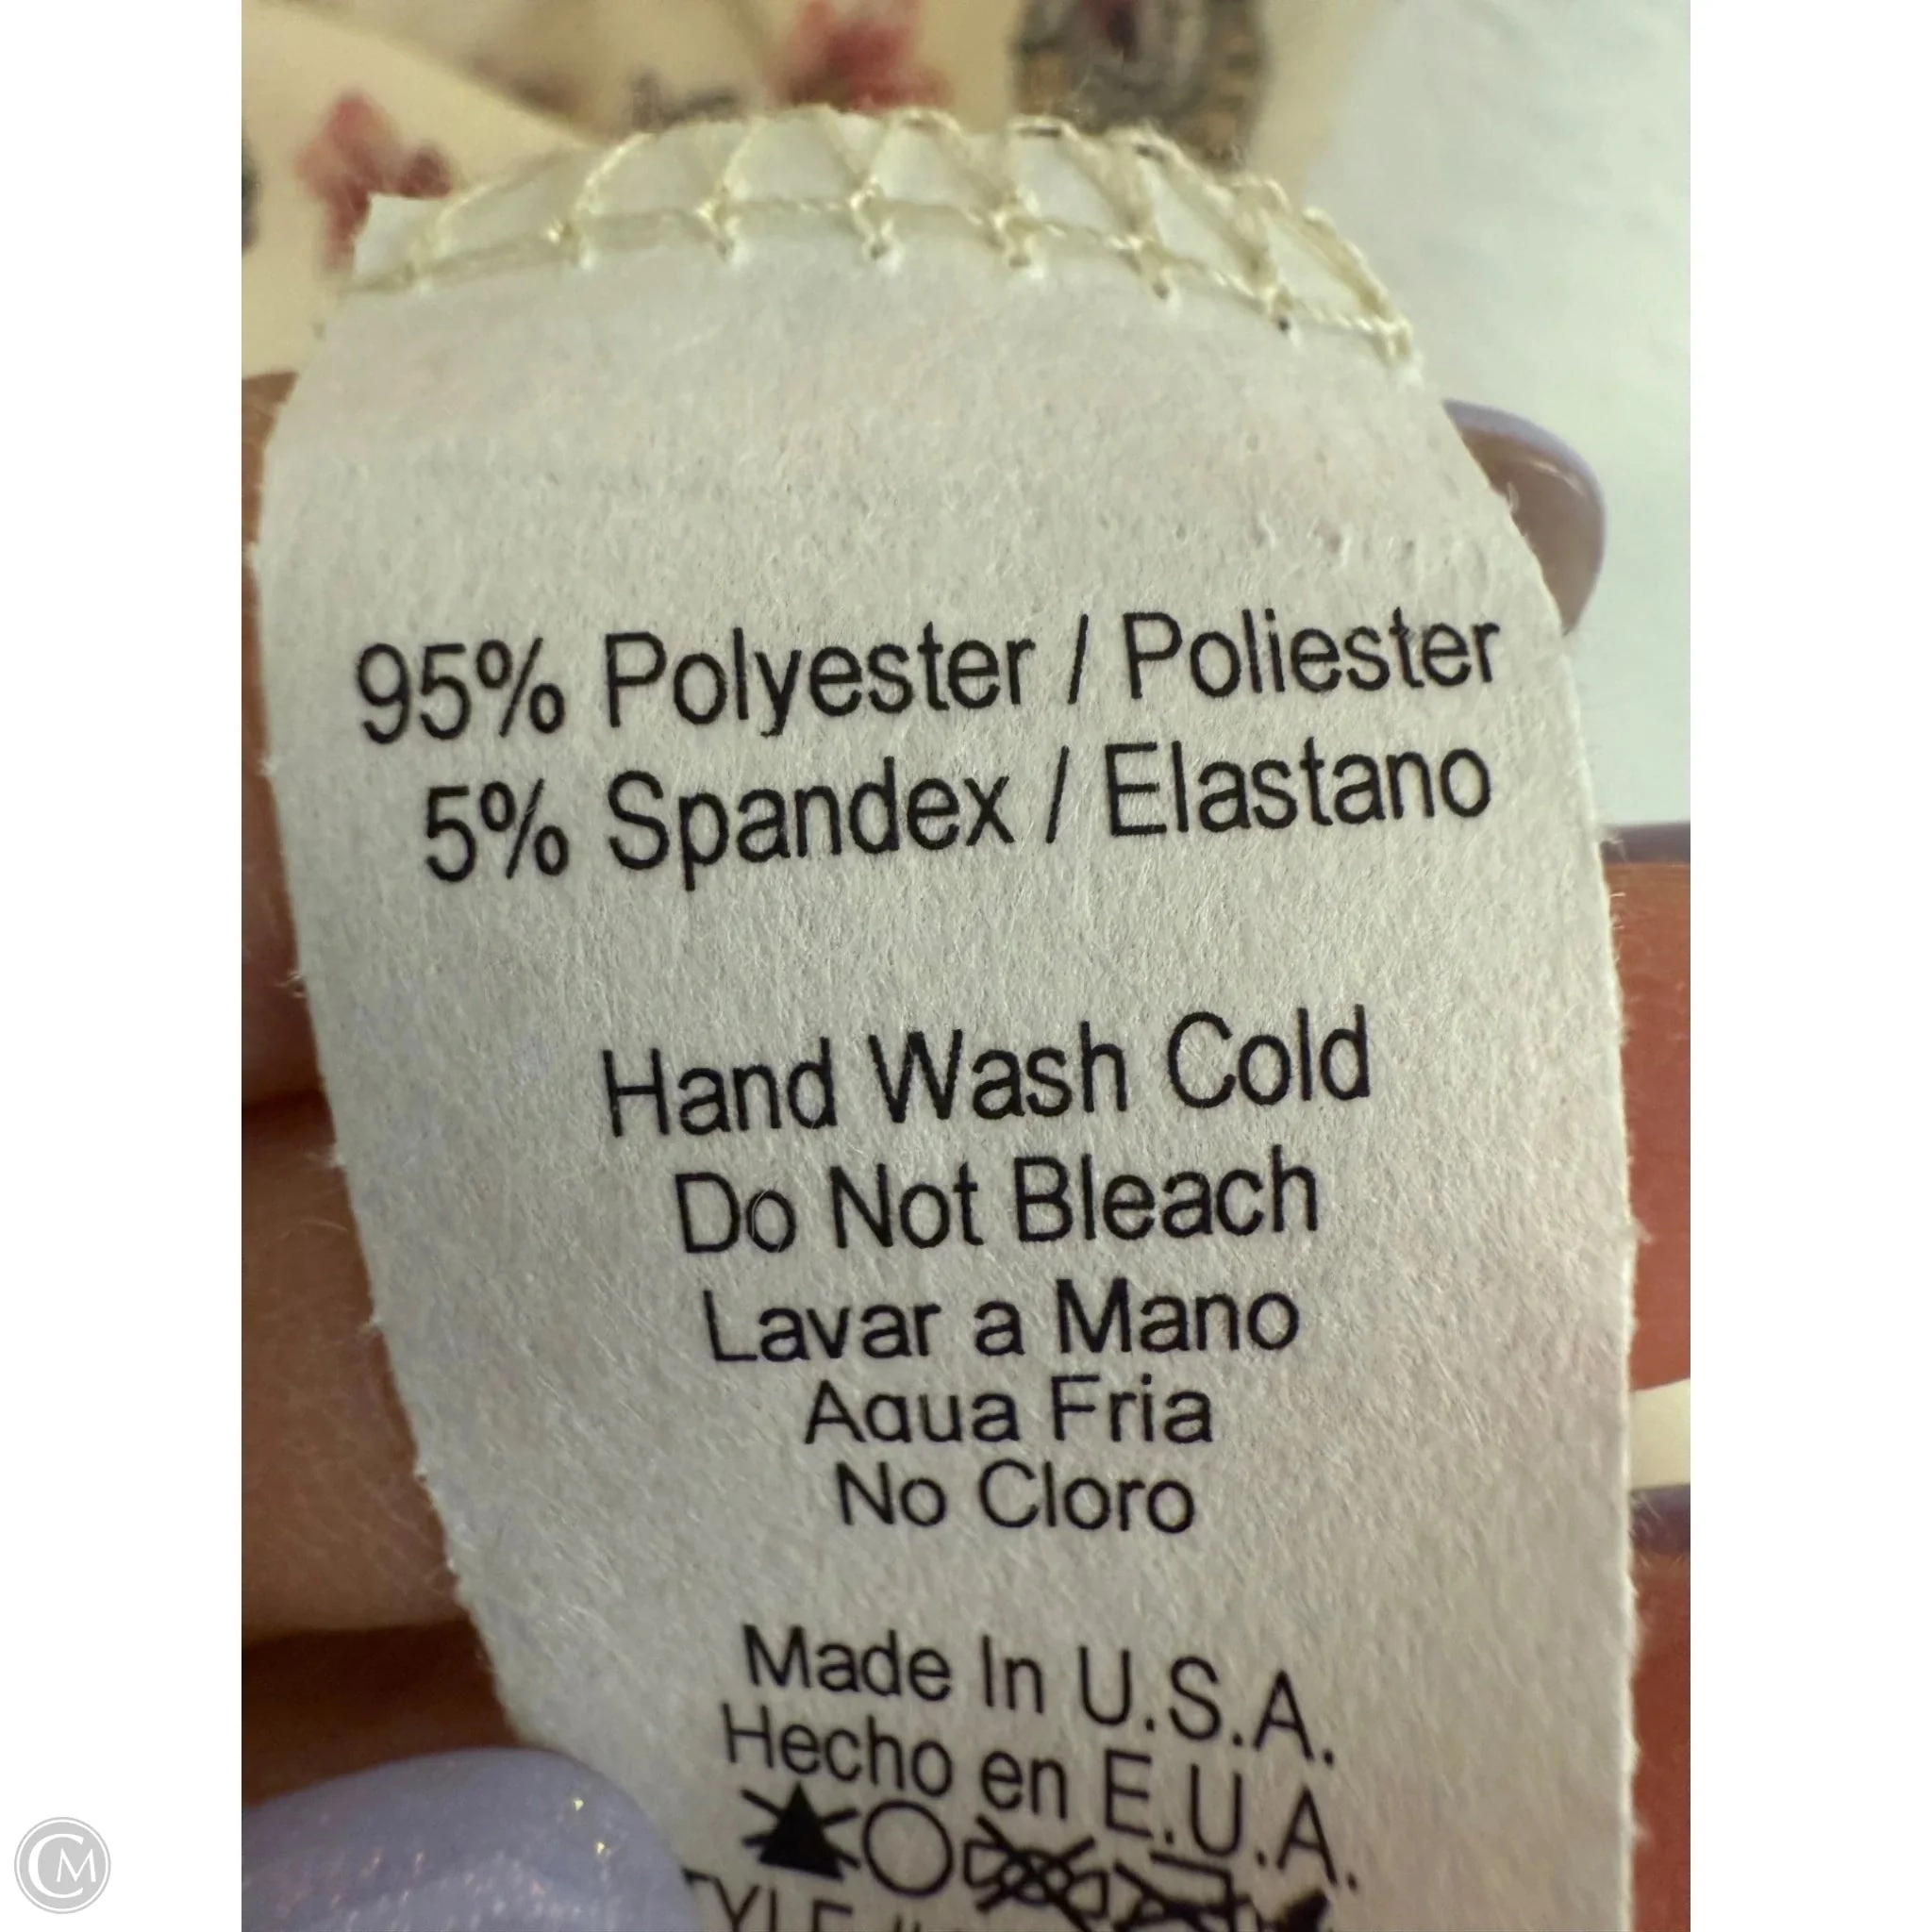 95% Polyester / Poliester
5% Spandex / Elastano
Hand Wash Cold
Do Not Bleach
Lavar a Mano
Aqua Fria
No Cloro
Made In U.S.A.
Hecho en E.U.A.
CM